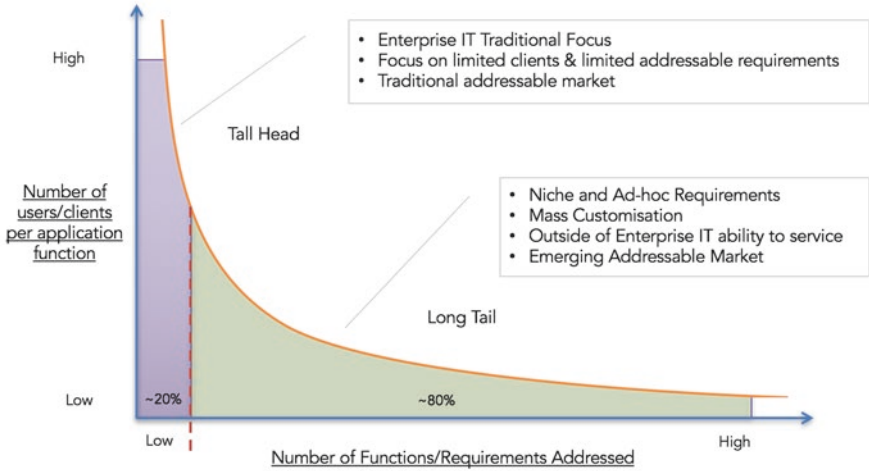 • Enterprise IT Traditional Focus
• Focus on limited clients & limited addressable requirements
• Traditional addressable market
High
Tall Head
Number of
users/clients
per application
function
• Niche and Ad-hoc Requirements
• Mass Customisation
• Outside of Enterprise IT ability to service
• Emerging Addressable Market
Long Tail
Low
~20%
~80%
Low
High
Number of Functions/Requirements Addressed